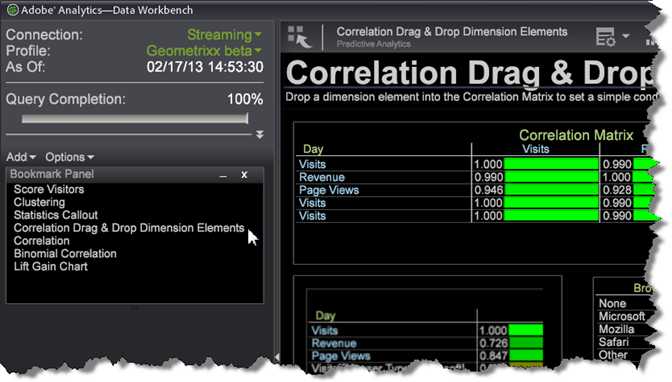 Adobe® Analytics—Data Workbench
Connection: Streaming
Profile: Geometrixx beta
As Of: 02/17/13 14:53:30
Query Completion: 100%
Add Options
Bookmark Panel – x
Score Visitors
Clustering
Statistics Callout
Correlation Drag & Drop Dimension Elements
Correlation
Binomial Correlation
Lift Gain Chart
Correlation Drag & Drop Dimension Elements
Predictive Analytics
Correlation Drag & Drop
Drop a dimension element into the Correlation Matrix to set a simple cond
Correlation Matrix
Day Visits R
Visits 1.000 0.990
Revenue 0.990 1.000
Page Views 0.946 0.928
Visits 1.000 0.990
Visits 1.000 0.990
Day
Visits 1.000
Revenue 0.726
Page Views 0.847
Bro
None
Microsoft
Mozilla
Safari
Other